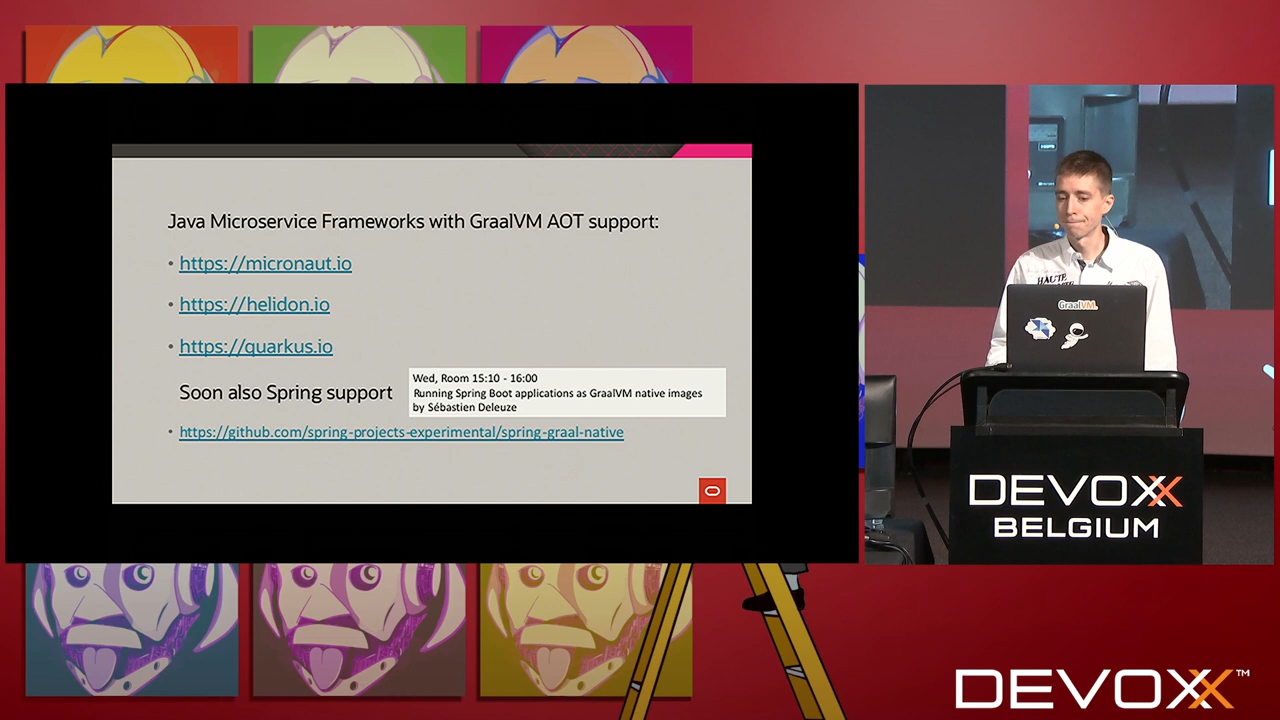 Java Microservice Frameworks with GraalVM AOT support:
• https://micronaut.io
• https://helidon.io
• https://quarkus.io
Soon also Spring support
Wed, Room 15:10 - 16:00
Running Spring Boot applications as GraalVM native images
by Sébastien Deleuze
• https://github.com/spring-projects-experimental/spring-graal-native
HAUTE
GraalVM.
DEVOXX
BELGIUM
DEVOXX™